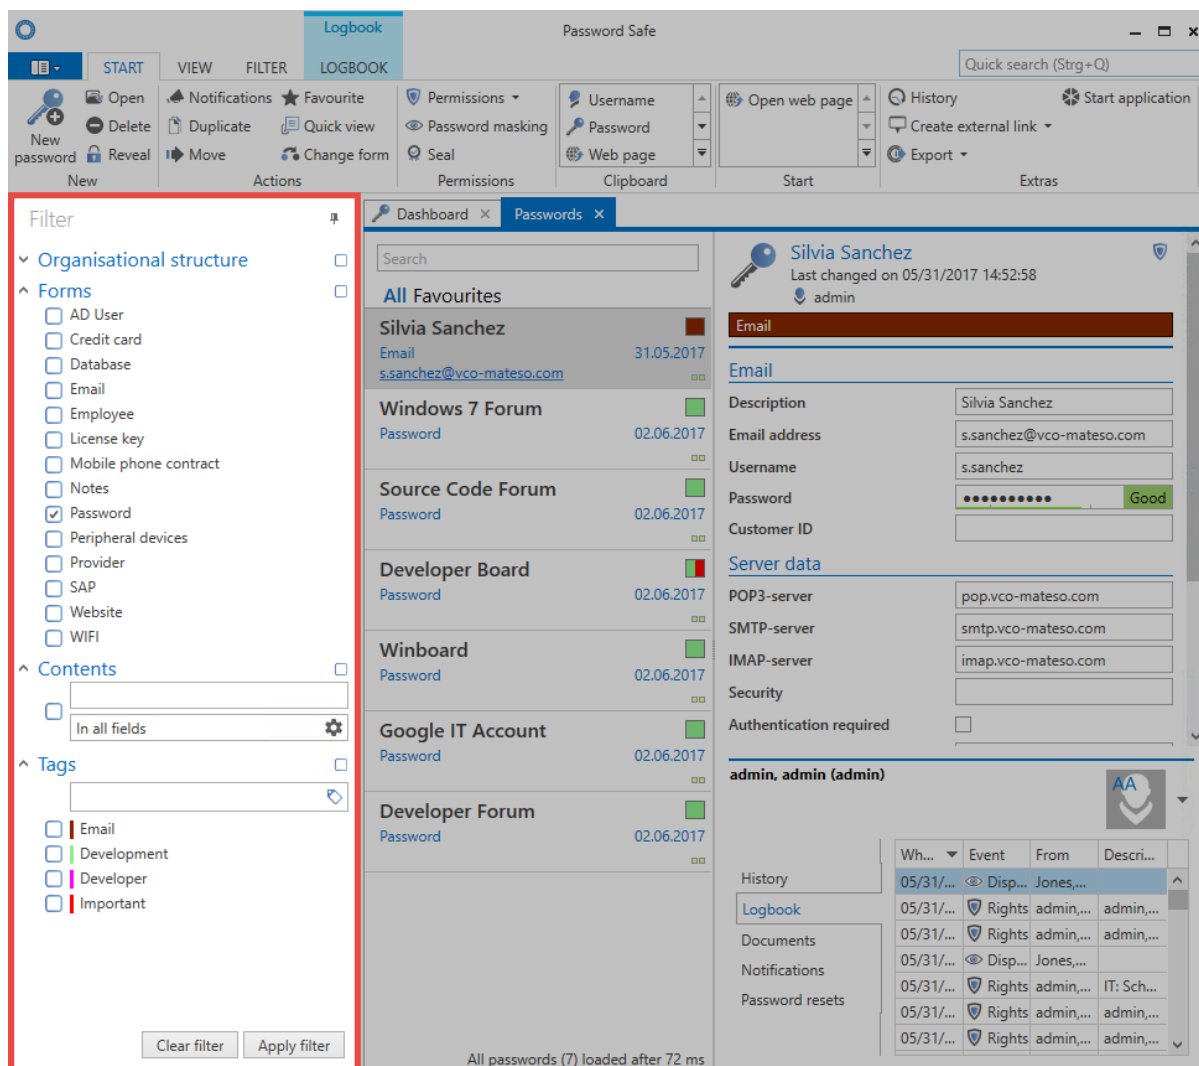 Logbook
Password Safe
START VIEW FILTER LOGBOOK
Quick search (Strg+Q)
New password
Open
Delete
Reveal
New
Notifications
Duplicate
Move
Favourite
Quick view
Change form
Actions
Permissions
Password masking
Seal
Permissions
Username
Password
Web page
Clipboard
Open web page
Start
History
Create external link
Export
Start application
Extras
Filter
Organisational structure
Forms
AD User
Credit card
Database
Email
Employee
License key
Mobile phone contract
Notes
Password
Peripheral devices
Provider
SAP
Website
WIFI
Contents
In all fields
Tags
Email
Development
Developer
Important
Clear filter Apply filter
Dashboard Passwords
Search
All Favourites
Silvia Sanchez
Email 31.05.2017
s.sanchez@vco-mateso.com
Windows 7 Forum
Password 02.06.2017
Source Code Forum
Password 02.06.2017
Developer Board
Password 02.06.2017
Winboard
Password 02.06.2017
Google IT Account
Password 02.06.2017
Developer Forum
Password 02.06.2017
All passwords (7) loaded after 72 ms
Silvia Sanchez
Last changed on 05/31/2017 14:52:58
admin
Email
Email
Description Silvia Sanchez
Email address s.sanchez@vco-mateso.com
Username s.sanchez
Password ●●●●●●●●●● Good
Customer ID
Server data
POP3-server pop.vco-mateso.com
SMTP-server smtp.vco-mateso.com
IMAP-server imap.vco-mateso.com
Security
Authentication required
admin, admin (admin)
AA
History
Logbook
Documents
Notifications
Password resets
Wh... Event From Descri...
05/31/... Disp... Jones,...
05/31/... Rights admin,... admin,...
05/31/... Rights admin,... admin,...
05/31/... Disp... Jones,...
05/31/... Rights admin,... IT: Sch...
05/31/... Rights admin,... admin,...
05/31/... Rights admin,... admin,...